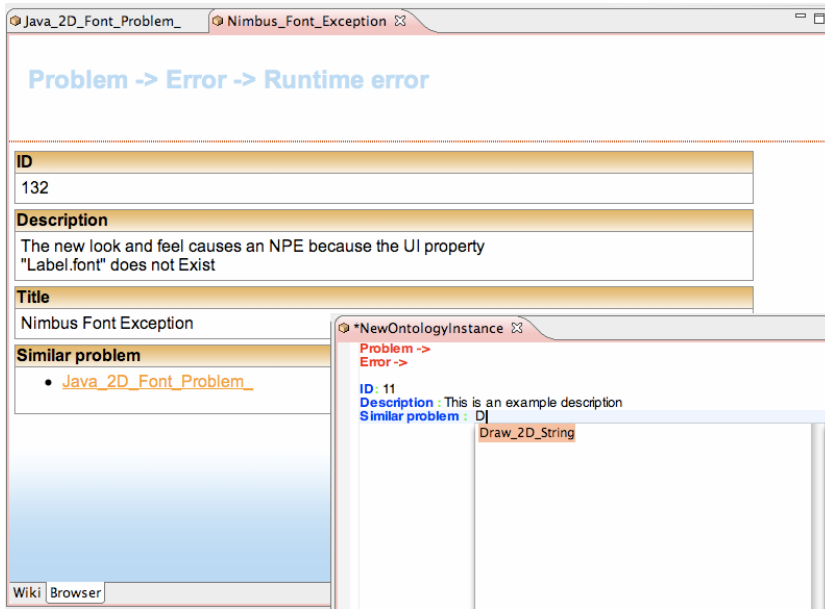 Java_2D_Font_Problem_
Nimbus_Font_Exception
Problem -> Error -> Runtime error
ID
132
Description
The new look and feel causes an NPE because the UI property
"Label.font" does not Exist
Title
Nimbus Font Exception
Similar problem
Java_2D_Font_Problem_
Wiki Browser
*NewOntologyInstance
Problem ->
Error ->
ID: 11
Description : This is an example description
Similar problem : D
Draw_2D_String